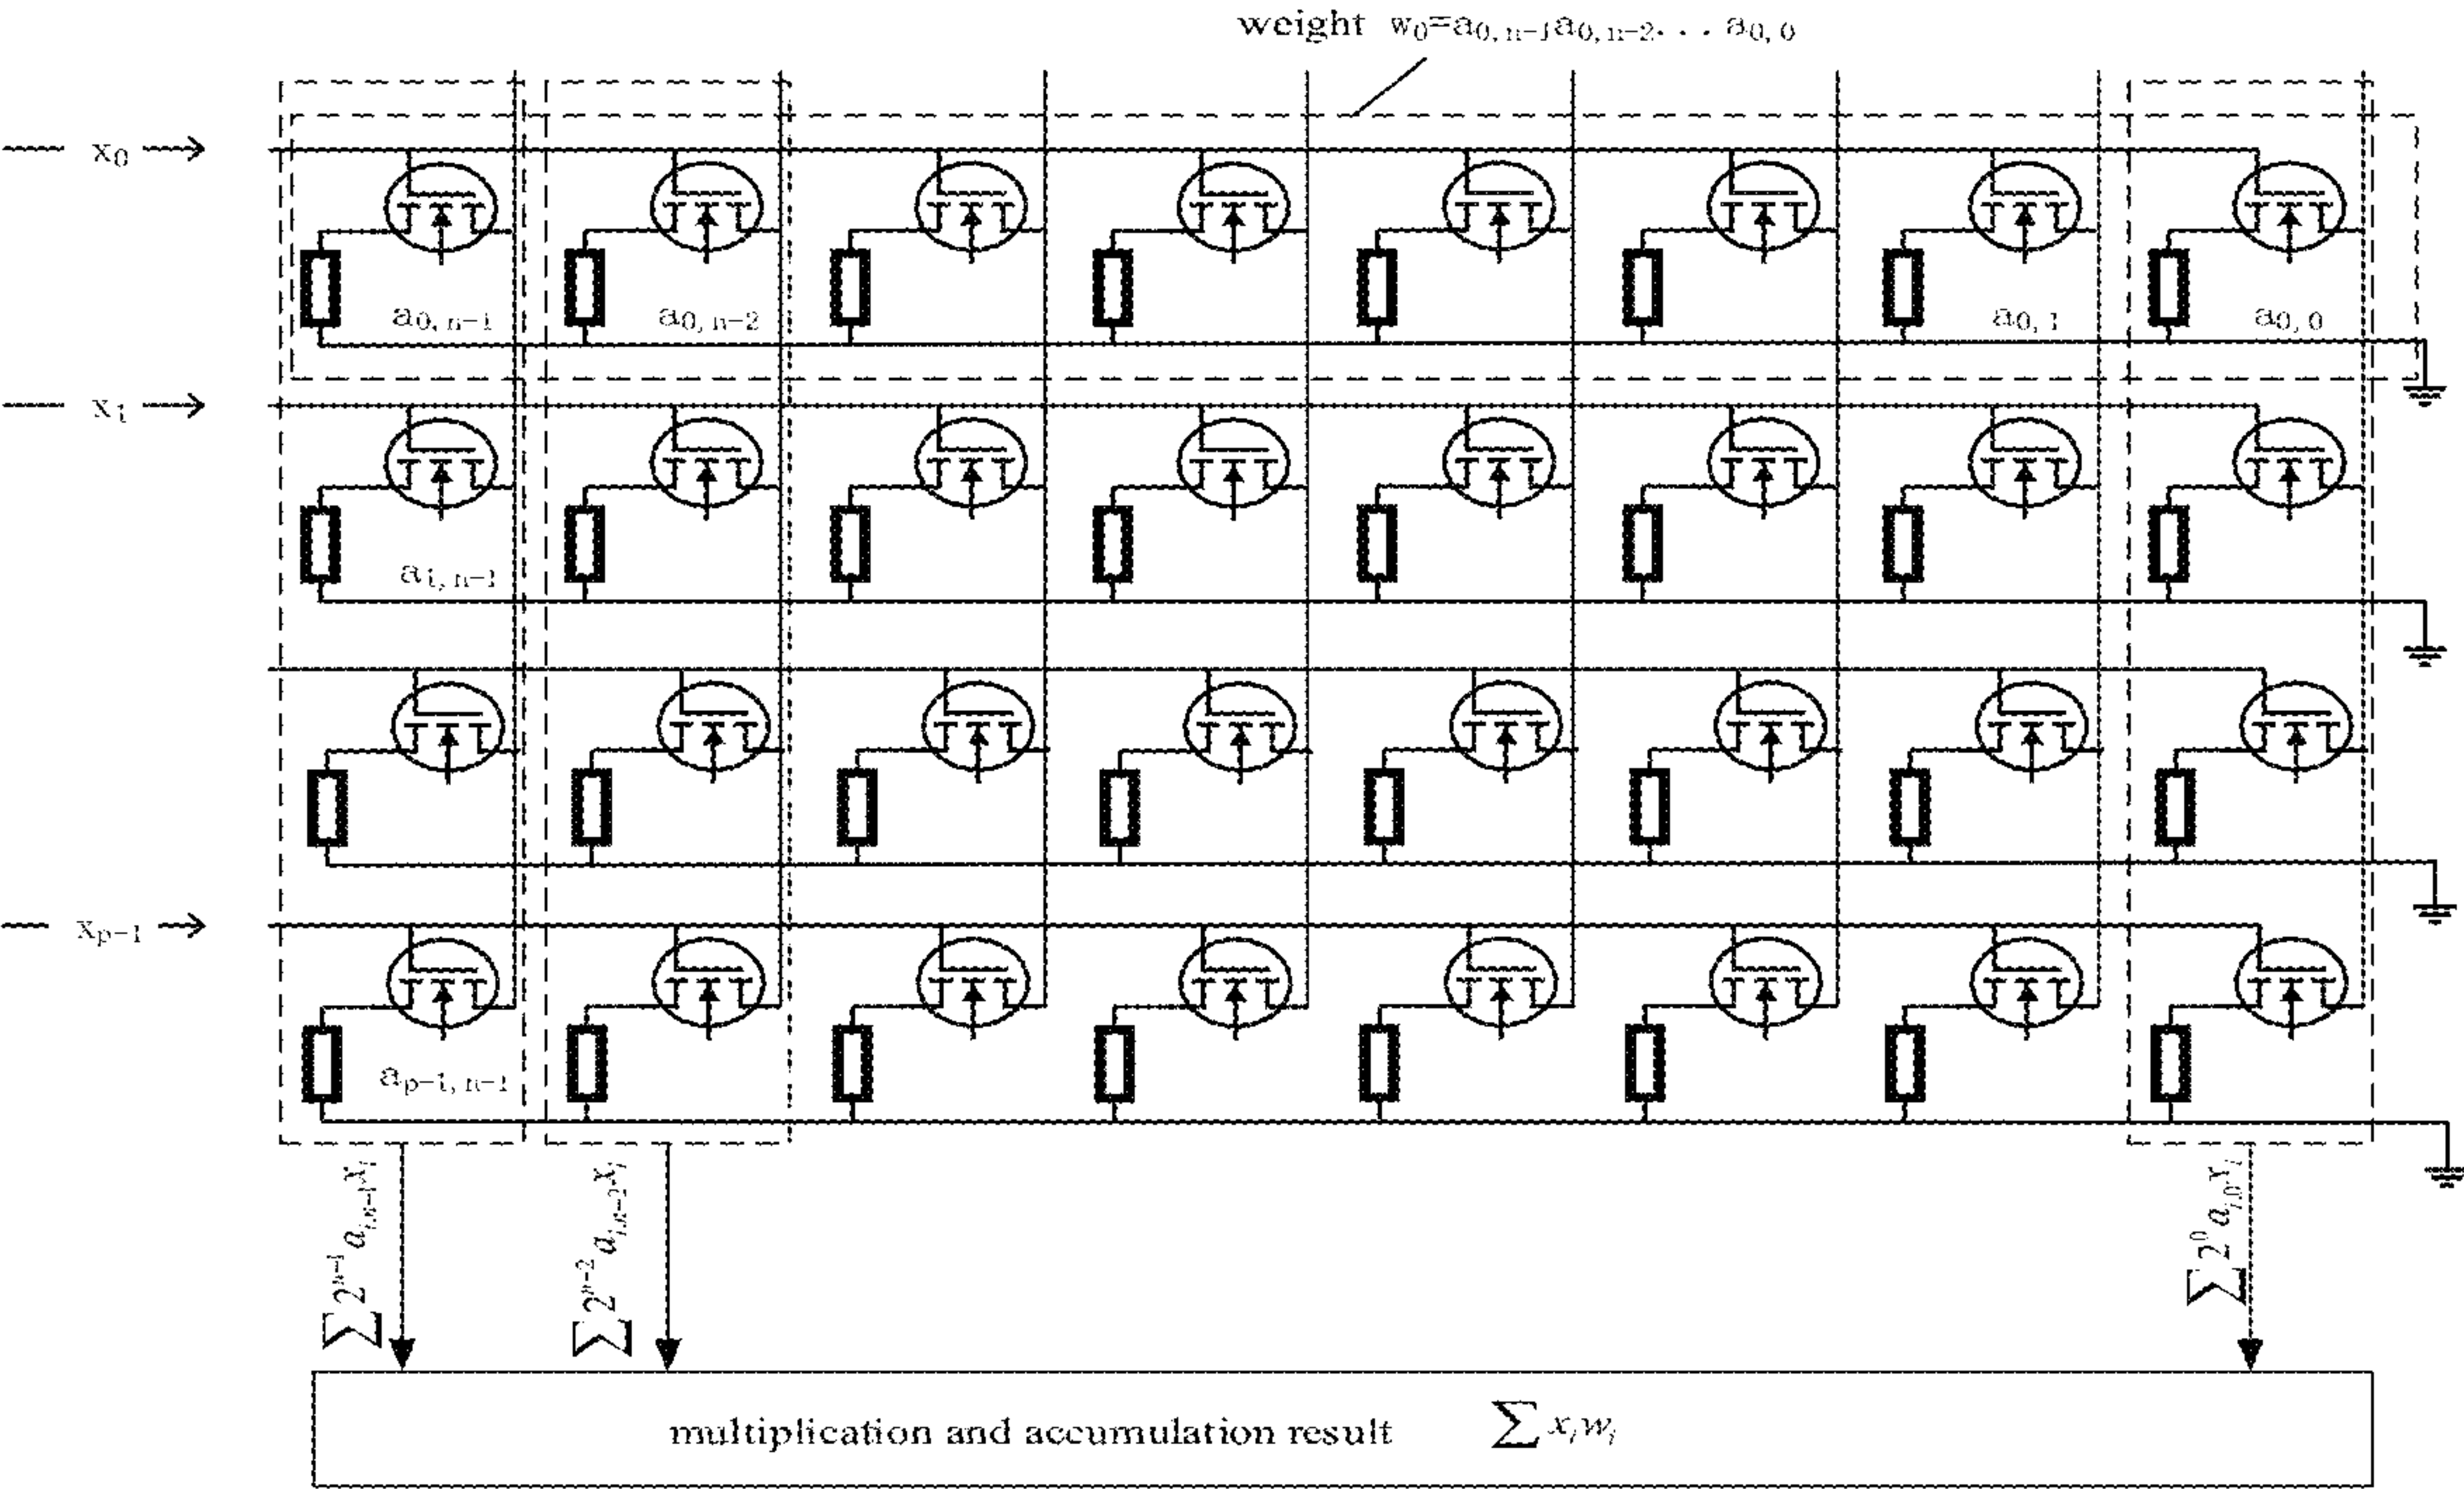 weight w₀=a₀,ₙ₋₁a₀,ₙ₋₂. . . a₀,₀
x₀
a₀,ₙ₋₁ a₀,ₙ₋₂ a₀,₁ a₀,₀
x₁
a₁,ₙ₋₁
xₚ₋₁
aₚ₋₁,ₙ₋₁
∑2ⁿ⁻¹aᵢ,ₙ₋₁xᵢ
∑2ⁿ⁻²aᵢ,ₙ₋₂xᵢ
∑2⁰aᵢ,₀xᵢ
multiplication and accumulation result ∑xᵢwᵢ